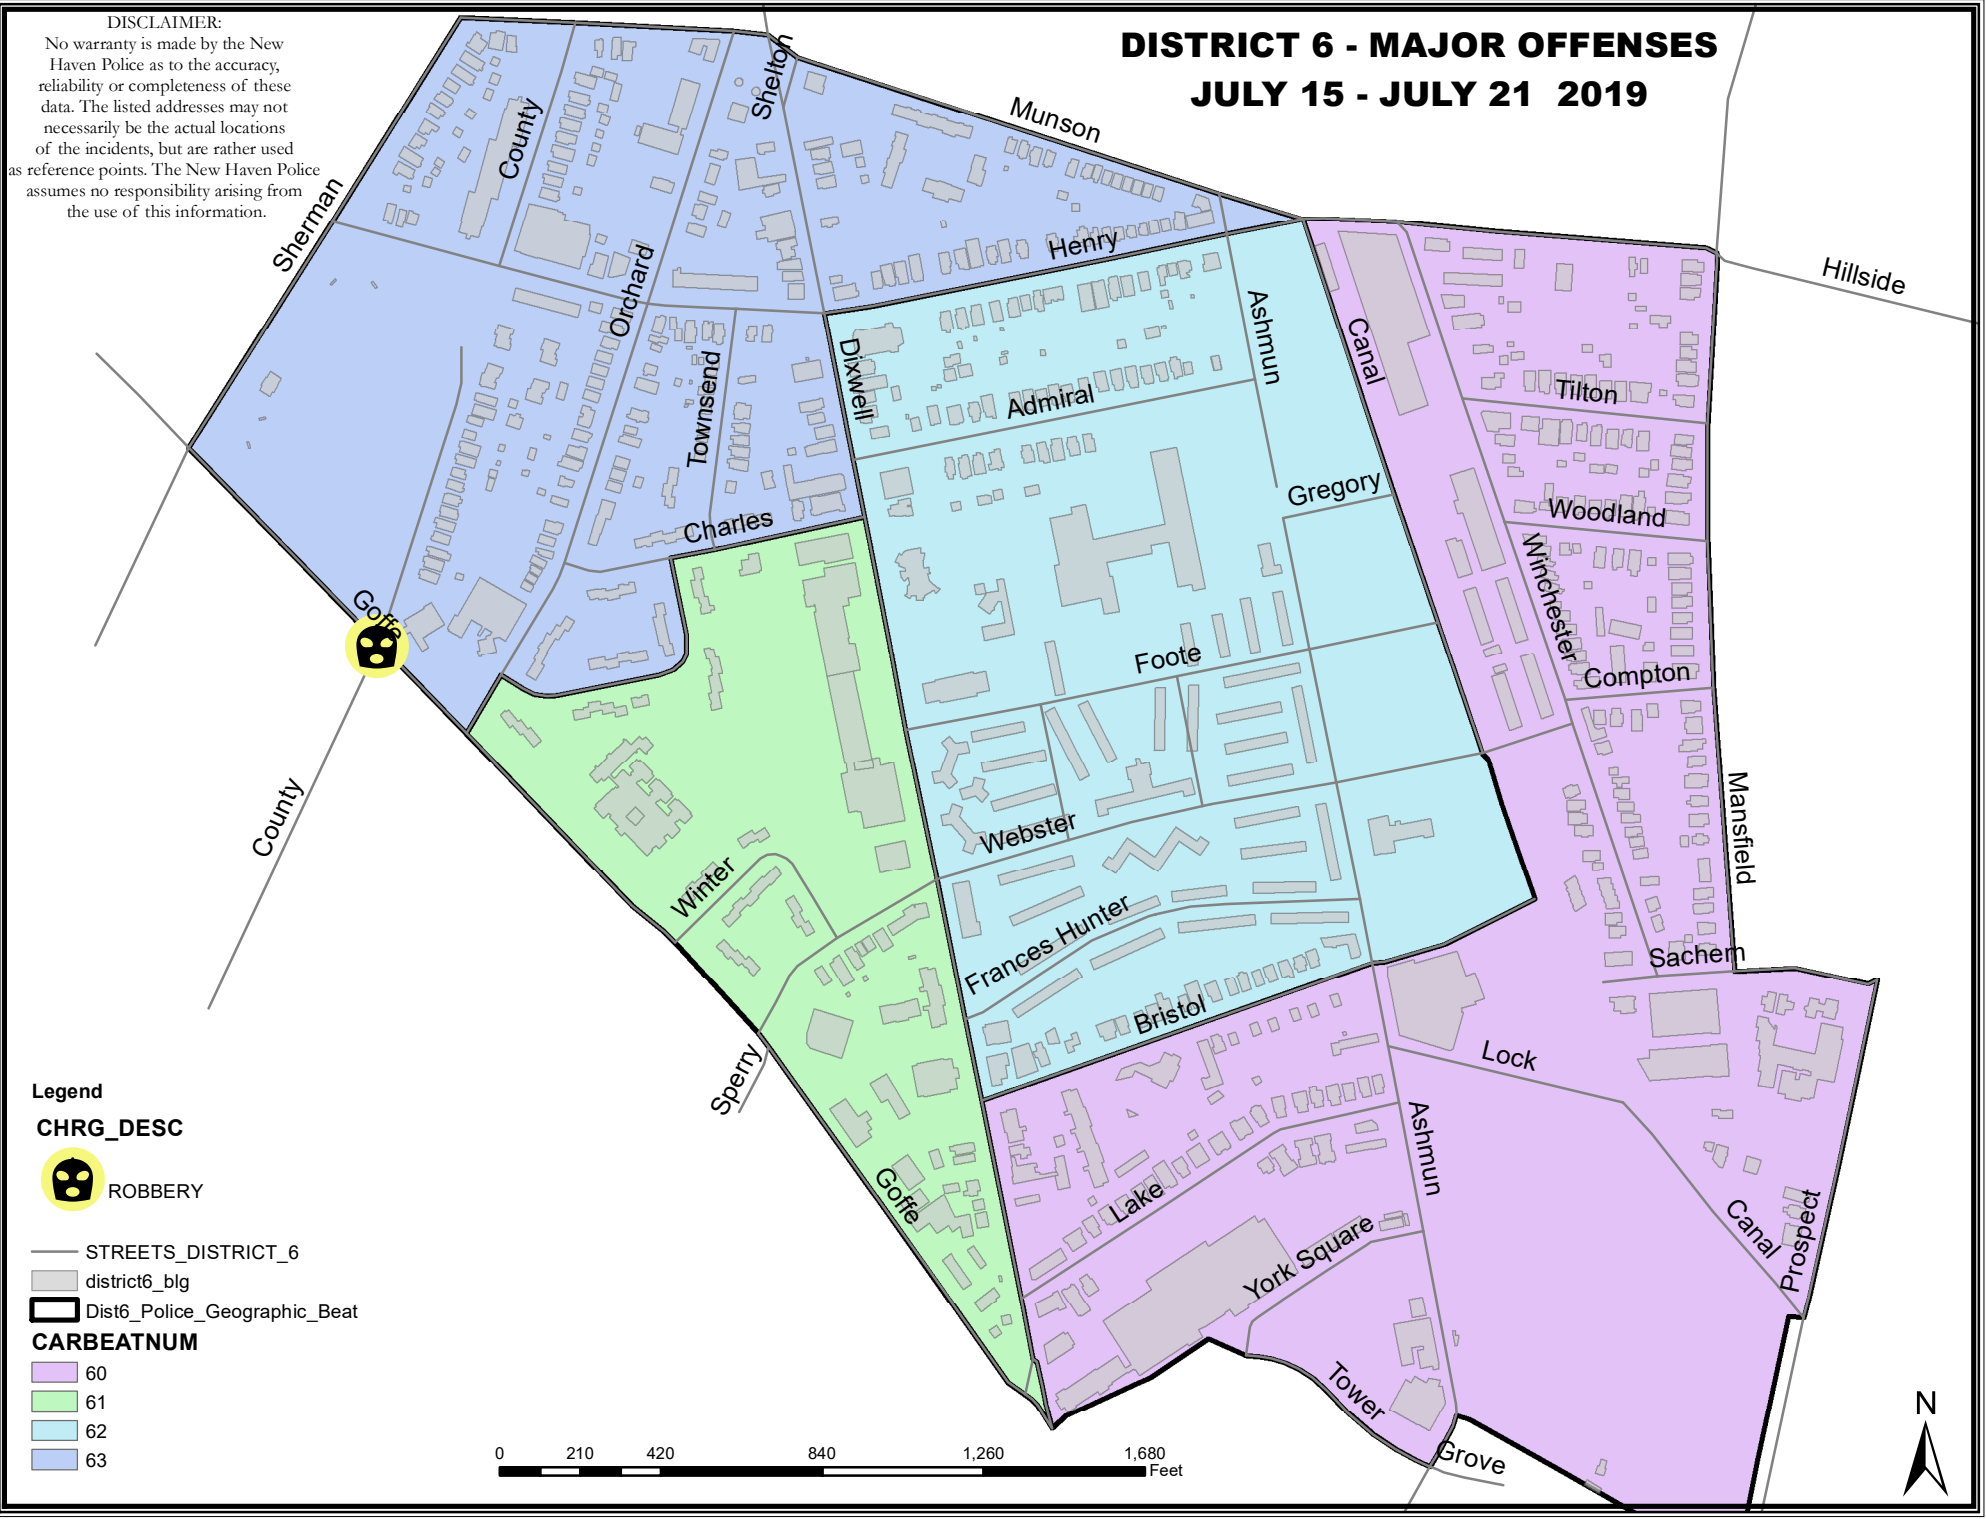 DISCLAIMER:
No warranty is made by the New
Haven Police as to the accuracy,
reliability or completeness of these
data. The listed addresses may not
necessarily be the actual locations
of the incidents, but are rather used
as reference points. The New Haven Police
assumes no responsibility arising from
the use of this information.
DISTRICT 6 - MAJOR OFFENSES
JULY 15 - JULY 21 2019
Shelton
Munson
County
Sherman
Henry
Hillside
Orchard
Ashmun
Canal
Dixwell
Townsend
Admiral
Tilton
Gregory
Woodland
Charles
Winchester
Goffe
Foote
Compton
County
Webster
Mansfield
Winter
Frances Hunter
Sachem
Bristol
Lock
Sperry
Ashmun
Goffe
Lake
York Square
Canal
Prospect
Tower
Grove
Legend
CHRG_DESC
ROBBERY
STREETS_DISTRICT_6
district6_blg
Dist6_Police_Geographic_Beat
CARBEATNUM
60
61
62
63
0 210 420 840 1,260 1,680
Feet
N